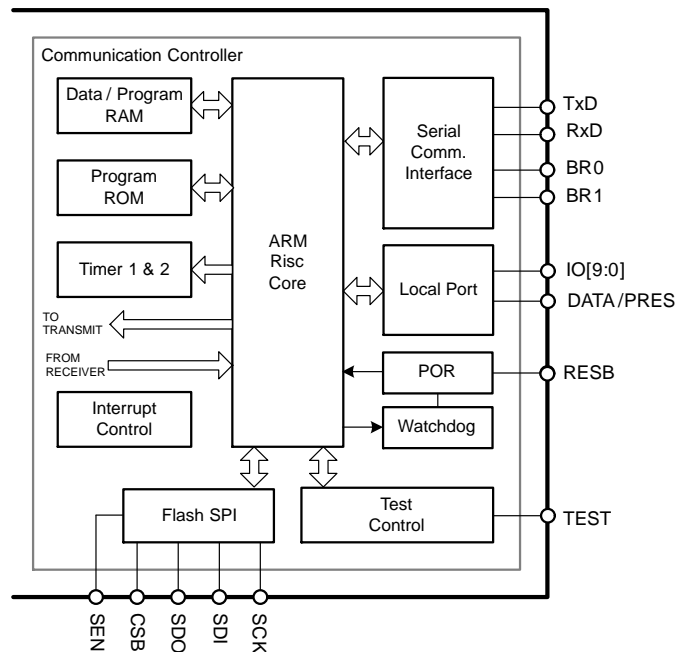 Communication Controller
Data / Program
RAM
Program
ROM
Timer 1 & 2
TO
TRANSMIT
FROM
RECEIVER
Interrupt
Control
ARM
Risc
Core
Serial
Comm.
Interface
Local Port
POR
Watchdog
Flash SPI
Test
Control
TxD
RxD
BR0
BR1
IO[9:0]
DATA/PRES
RESB
TEST
SEN
CSB
SDO
SDI
SCK